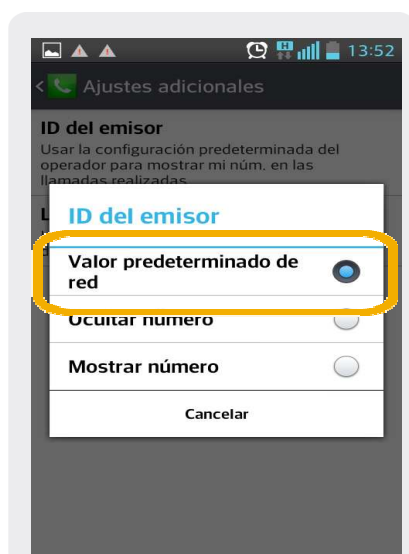 H 13:52
< Ajustes adicionales
ID del emisor
Usar la configuración predeterminada del
operador para mostrar mi núm, en las
llamadas realizadas
L
ID del emisor
Valor predeterminado de
red
Ocultar número
Mostrar número
Cancelar